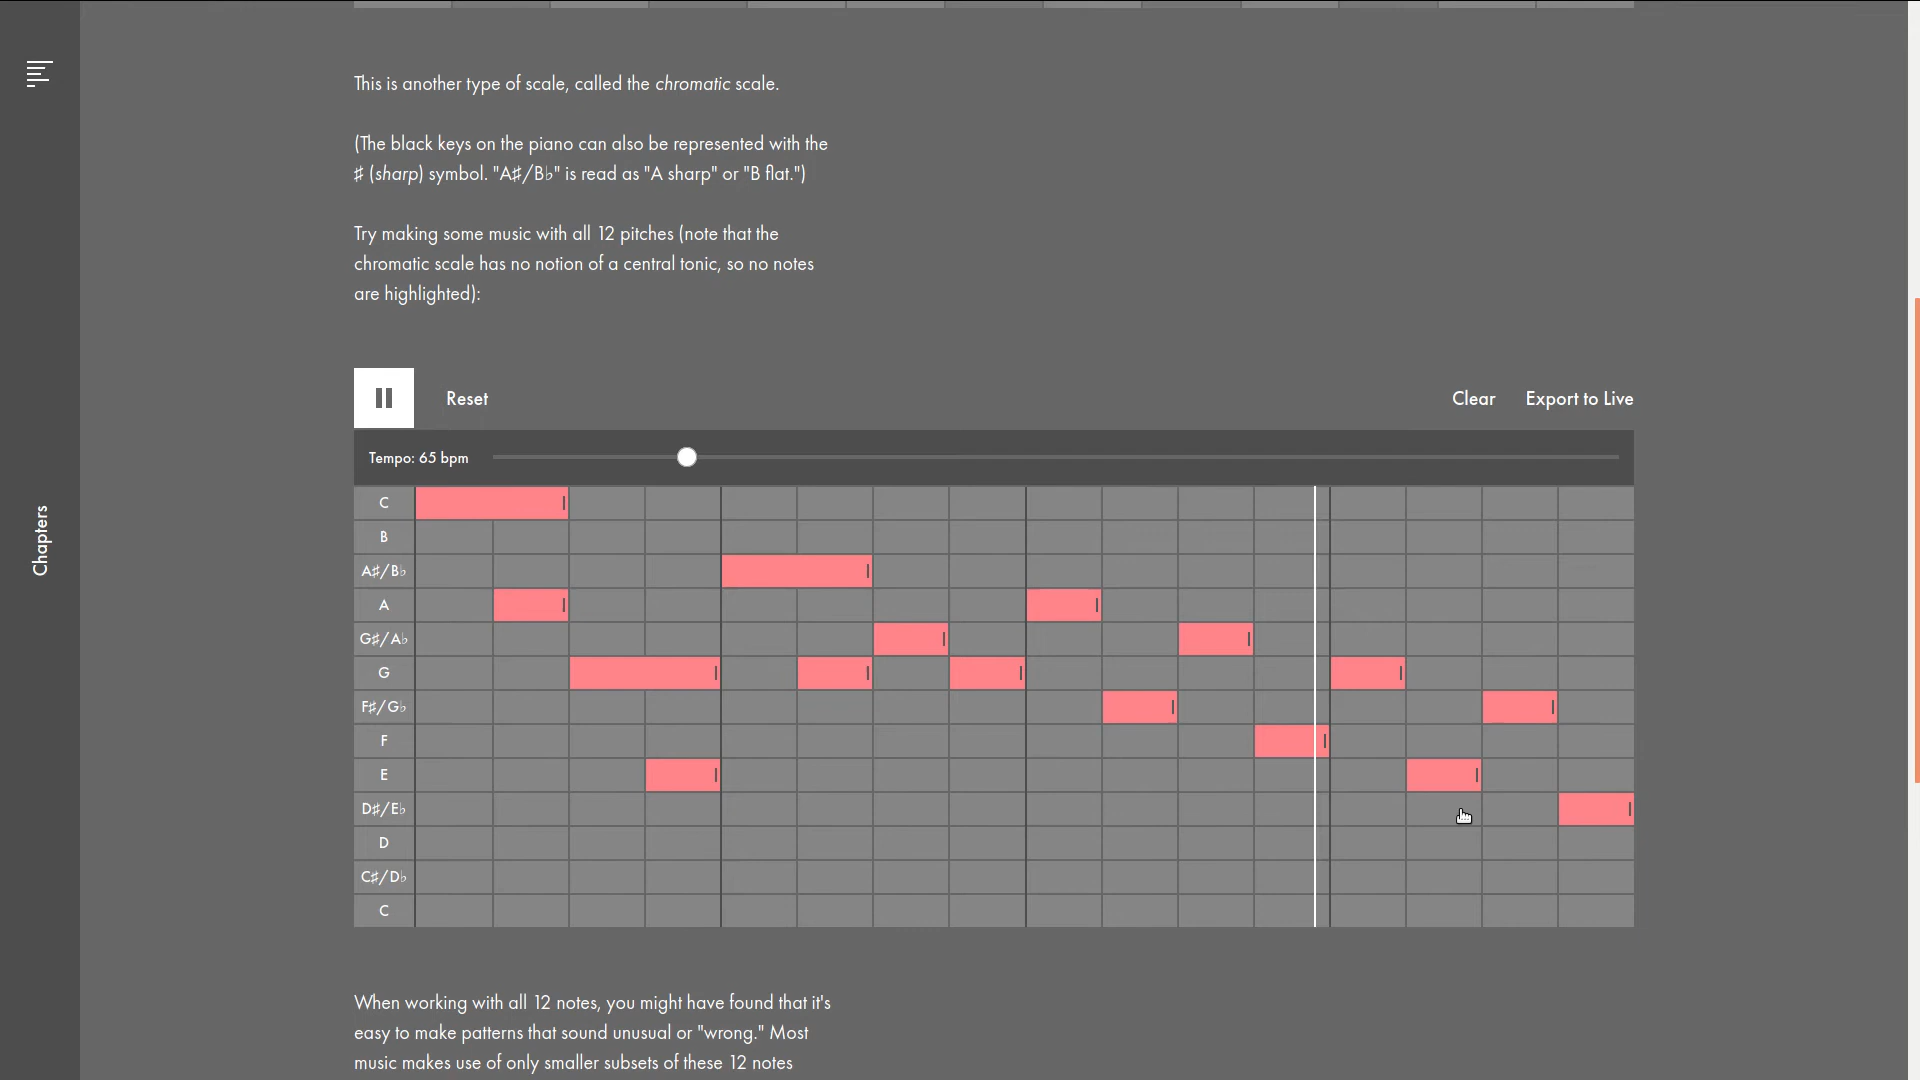 This is another type of scale, called the chromatic scale.
(The black keys on the piano can also be represented with the
♯ (sharp) symbol. "A♯/B♭" is read as "A sharp" or "B flat.")
Try making some music with all 12 pitches (note that the
chromatic scale has no notion of a central tonic, so no notes
are highlighted):
Reset
Clear
Export to Live
Tempo: 65 bpm
C
B
A♯/B♭
A
G♯/A♭
G
F♯/G♭
F
E
D♯/E♭
D
C♯/D♭
C
Chapters
When working with all 12 notes, you might have found that it's
easy to make patterns that sound unusual or "wrong." Most
music makes use of only smaller subsets of these 12 notes